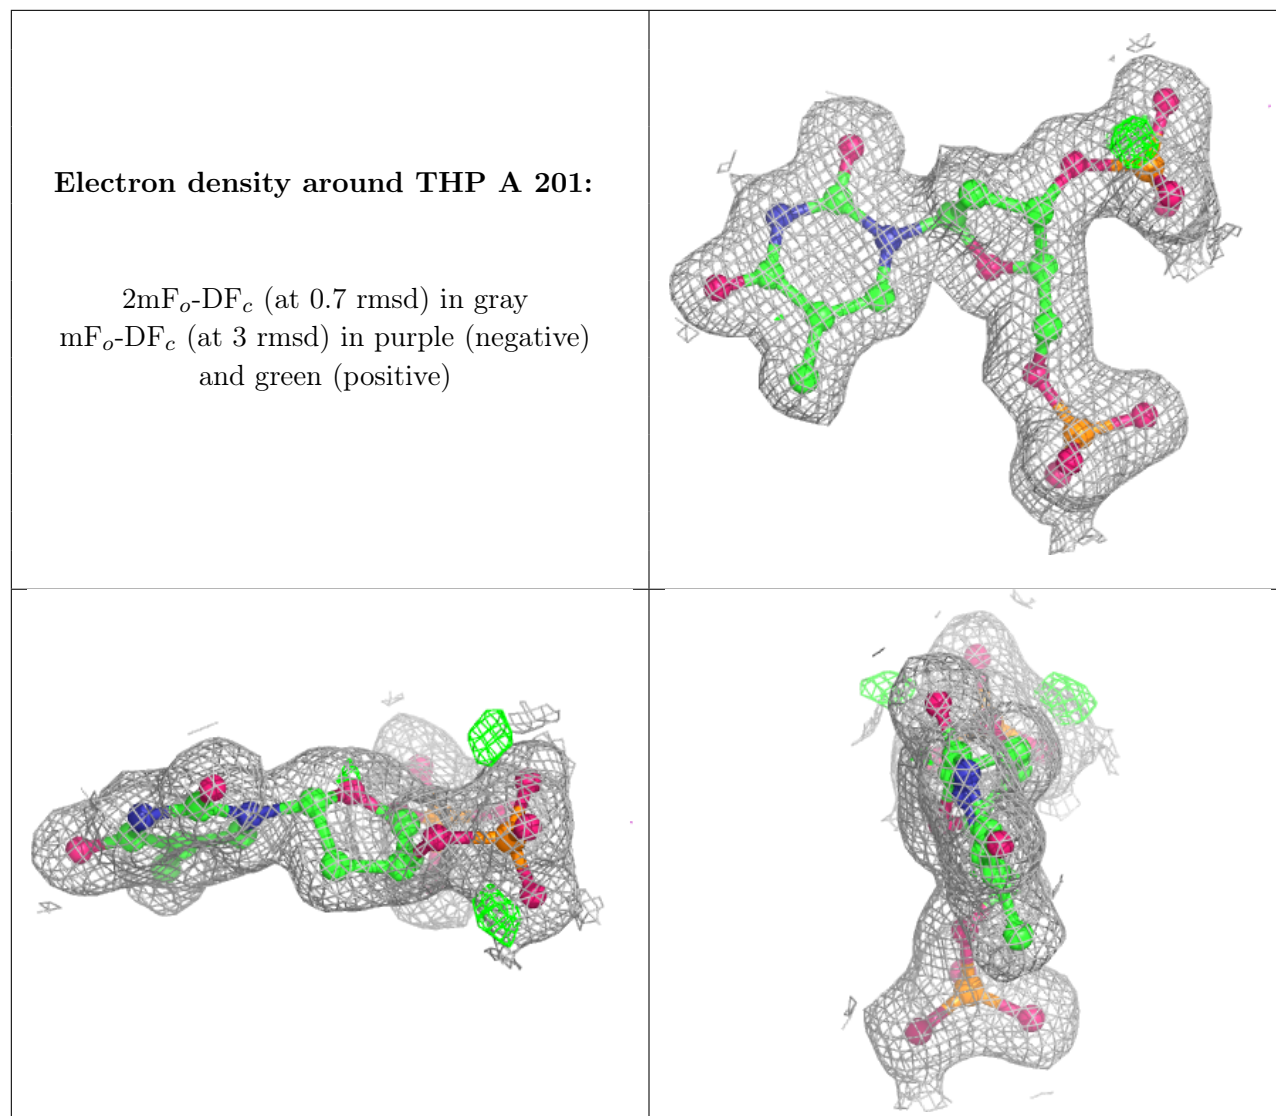 Electron density around THP A 201:
2mFₒ-DF𝒸 (at 0.7 rmsd) in gray
mFₒ-DF𝒸 (at 3 rmsd) in purple (negative)
and green (positive)